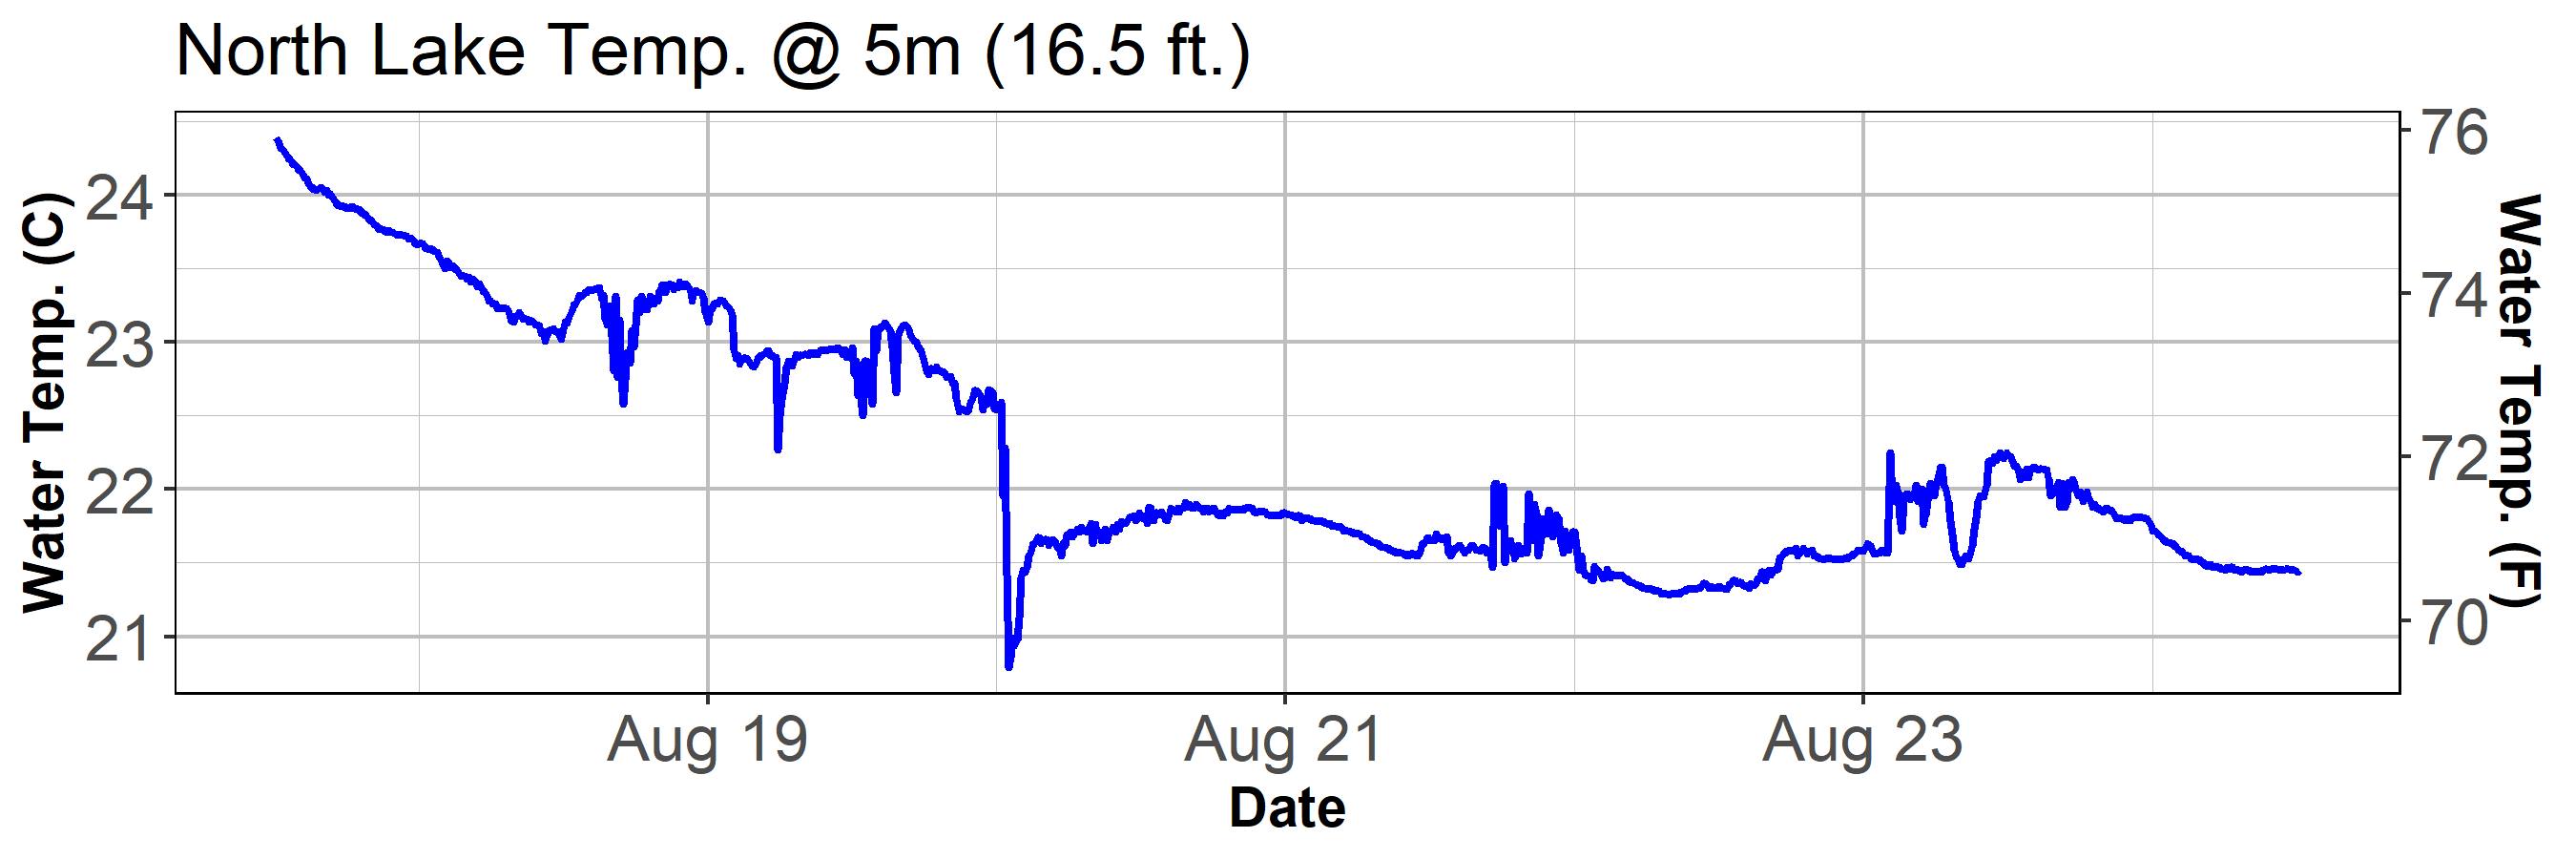 North Lake Temp. @ 5m (16.5 ft.)
Water Temp. (C)
24
23
22
21
76
74
72
70
Water Temp. (F)
Aug 19
Aug 21
Aug 23
Date